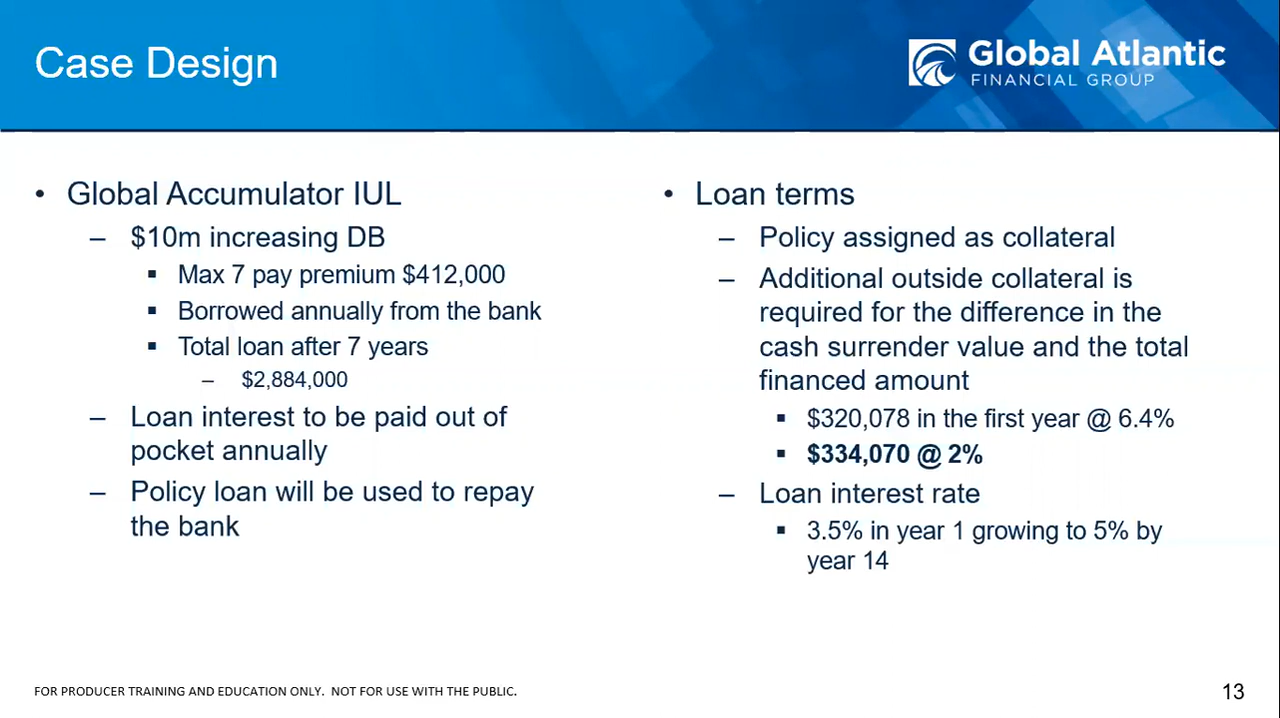 Case Design
Global Atlantic
FINANCIAL GROUP
• Global Accumulator IUL
– $10m increasing DB
▪ Max 7 pay premium $412,000
▪ Borrowed annually from the bank
▪ Total loan after 7 years
– $2,884,000
– Loan interest to be paid out of
pocket annually
– Policy loan will be used to repay
the bank
• Loan terms
– Policy assigned as collateral
– Additional outside collateral is
required for the difference in the
cash surrender value and the total
financed amount
▪ $320,078 in the first year @ 6.4%
▪ $334,070 @ 2%
– Loan interest rate
▪ 3.5% in year 1 growing to 5% by
year 14
FOR PRODUCER TRAINING AND EDUCATION ONLY. NOT FOR USE WITH THE PUBLIC.
13